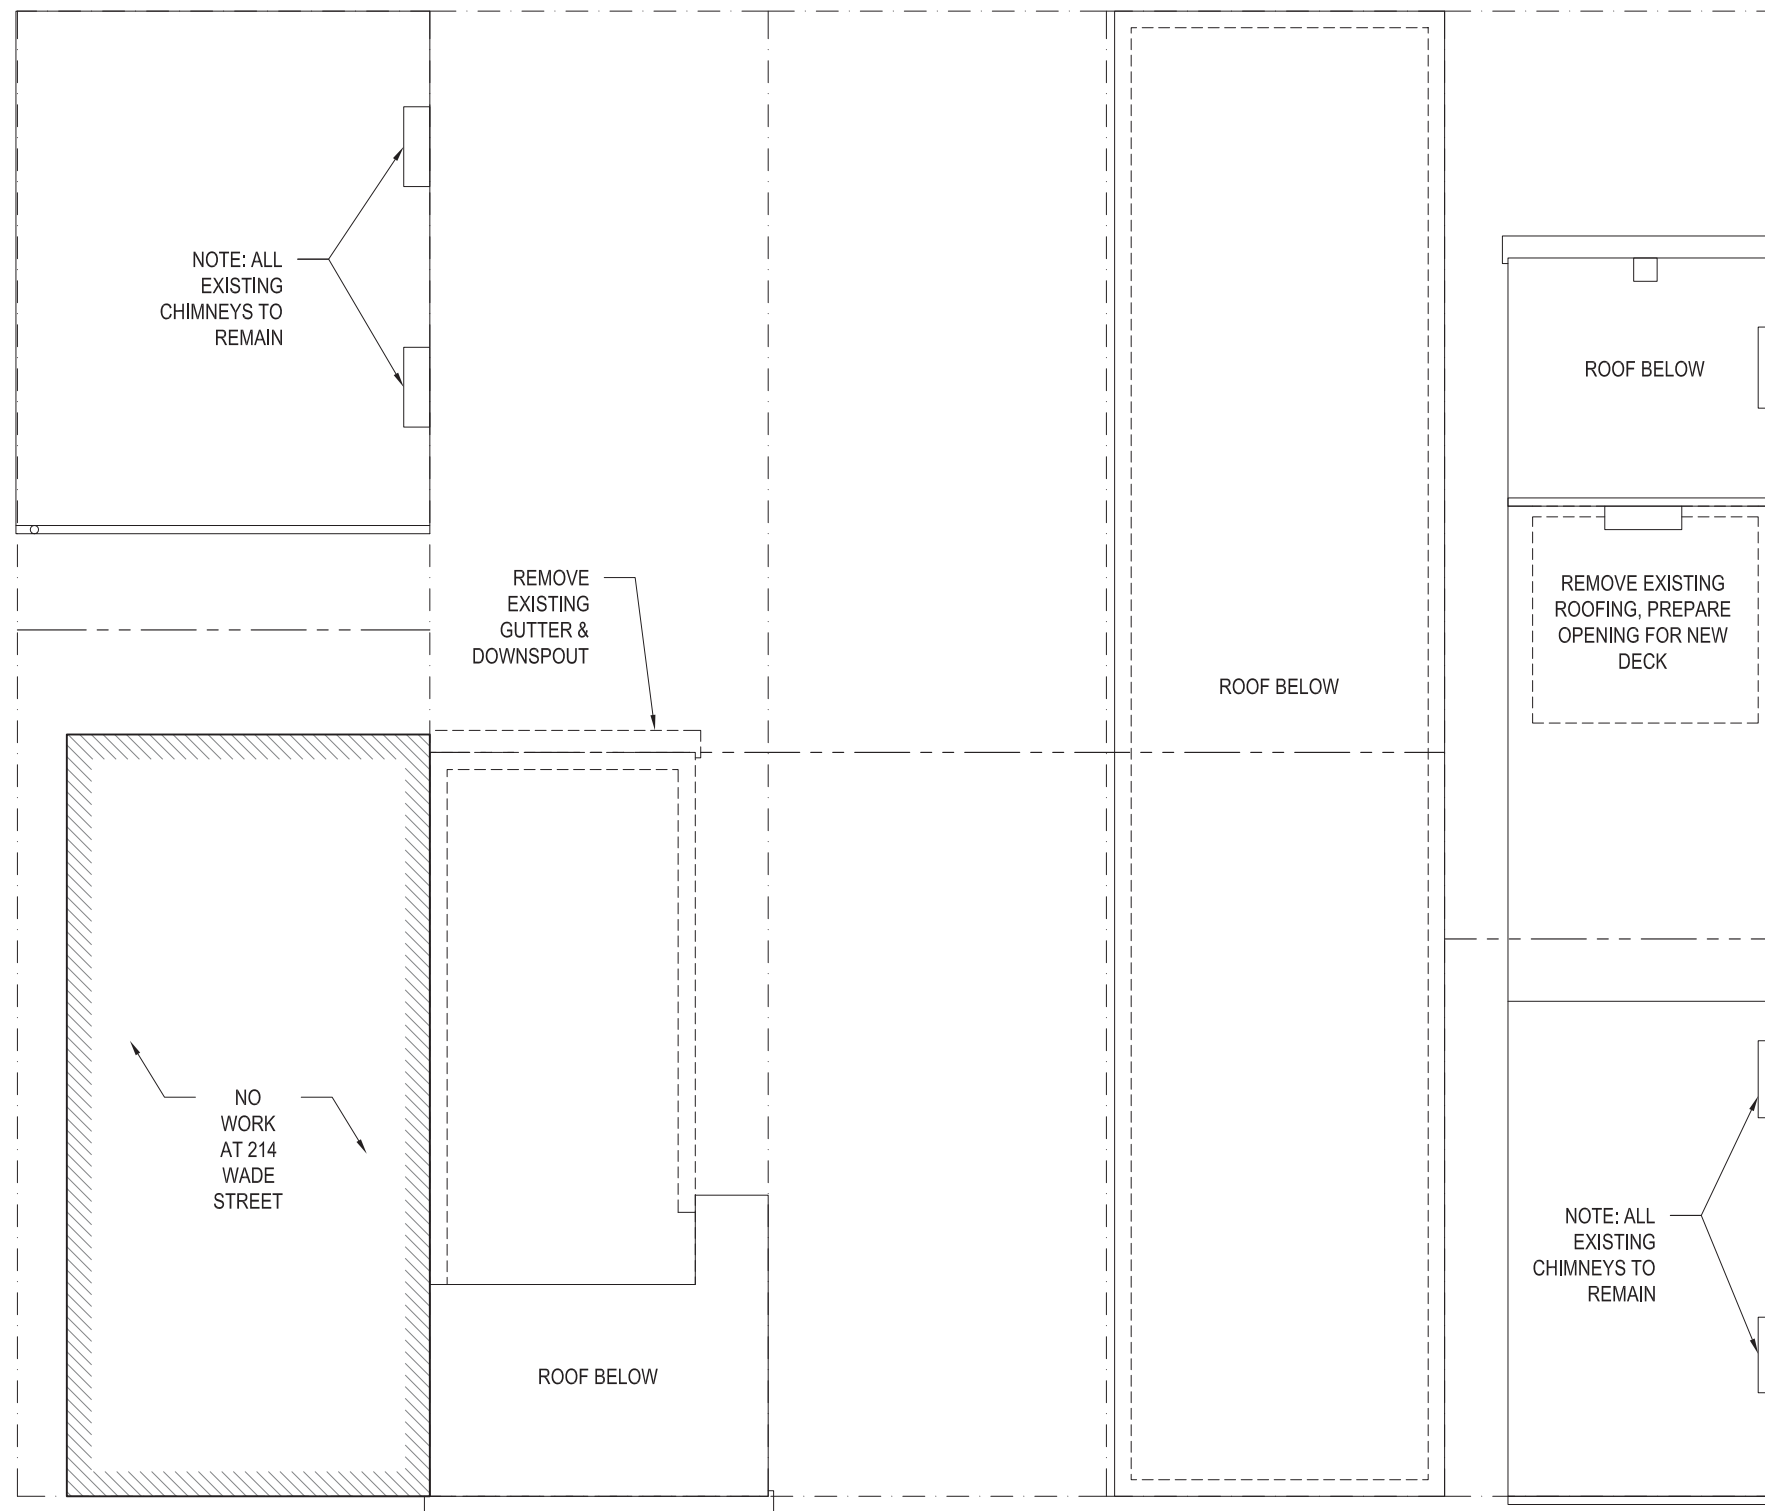 NOTE: ALL
EXISTING
CHIMNEYS TO
REMAIN
ROOF BELOW
REMOVE
EXISTING
GUTTER &
DOWNSPOUT
REMOVE EXISTING
ROOFING, PREPARE
OPENING FOR NEW
DECK
ROOF BELOW
NO
WORK
AT 214
WADE
STREET
NOTE: ALL
EXISTING
CHIMNEYS TO
REMAIN
ROOF BELOW